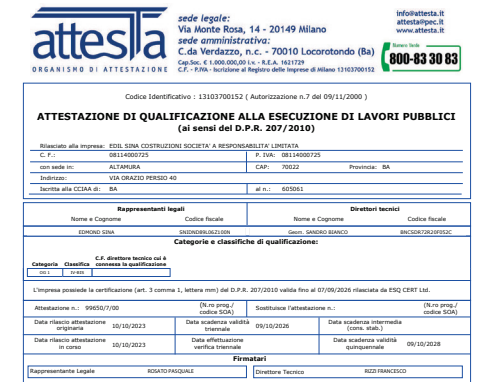 attesta
ORGANISMO DI ATTESTAZIONE
sede legale:
Via Monte Rosa, 14 - 20149 Milano
sede amministrativa:
C.da Verdazzo, n.c. - 70010 Locorotondo (Ba)
Cap.Soc. € 1.000.000,00 i.v. - R.E.A. 1621729
C.F. - P.IVA - Iscrizione al Registro delle Imprese di Milano 13103700152
info@attesta.it
attesta@pec.it
www.attesta.it
Numero Verde
800-83 30 83
Codice Identificativo : 13103700152 ( Autorizzazione n.7 del 09/11/2000 )
ATTESTAZIONE DI QUALIFICAZIONE ALLA ESECUZIONE DI LAVORI PUBBLICI
(ai sensi del D.P.R. 207/2010)
Rilasciato alla impresa: EDIL SINA COSTRUZIONI SOCIETA' A RESPONSABILITA' LIMITATA
C. F.: 08114000725 P. IVA: 08114000725
con sede in: ALTAMURA CAP: 70022 Provincia: BA
Indirizzo: VIA ORAZIO PERSIO 40
Iscritta alla CCIAA di: BA al n.: 605061
Rappresentanti legali Direttori tecnici
Nome e Cognome Codice fiscale Nome e Cognome Codice fiscale
EDMOND SINA SNIDND89L06Z100N Geom. SANDRO BIANCO BNCSDR72R20F052C
Categorie e classifiche di qualificazione:
Categoria Classifica C.F. direttore tecnico cui è connessa la qualificazione
OG 1 IV-BIS
L'impresa possiede la certificazione (art. 3 comma 1, lettera mm) del D.P.R. 207/2010 valida fino al 07/09/2026 rilasciata da ESQ CERT Ltd.
Attestazione n.: 99650/7/00 (N.ro prog./ codice SOA) Sostituisce l'attestazione n.: (N.ro prog./ codice SOA)
Data rilascio attestazione originaria 10/10/2023 Data scadenza validità triennale 09/10/2026 Data scadenza intermedia (cons. stab.)
Data rilascio attestazione in corso 10/10/2023 Data effettuazione verifica triennale Data scadenza validità quinquennale 09/10/2028
Firmatari
Rappresentante Legale ROSATO PASQUALE Direttore Tecnico RIZZI FRANCESCO